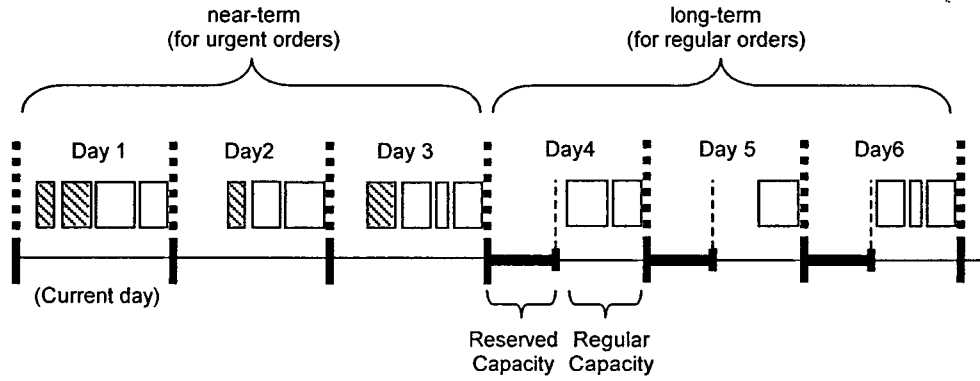 near-term
(for urgent orders)
long-term
(for regular orders)
Day 1
Day2
Day 3
Day4
Day 5
Day6
(Current day)
Reserved
Capacity
Regular
Capacity